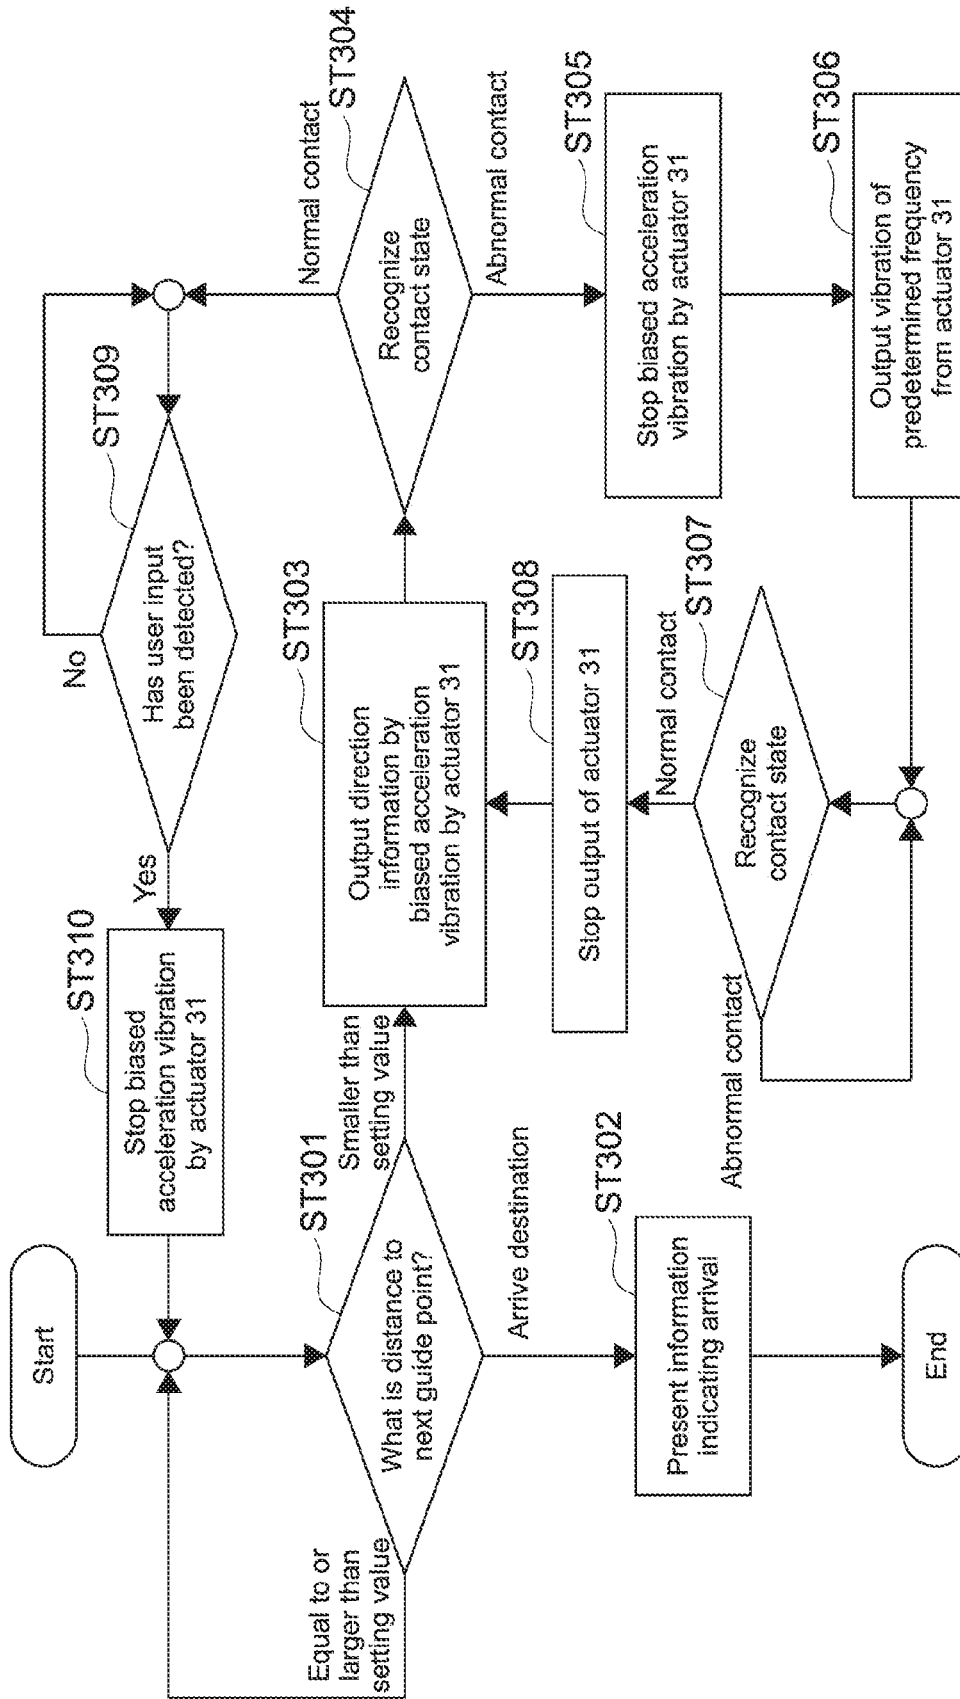 Start
ST310
Stop biased
acceleration vibration
by actuator 31
Yes
ST309
Has user input
been detected?
No
Equal to or
larger than
setting value
ST301
What is distance to
next guide point?
Smaller than
setting value
ST303
Output direction
information by
biased acceleration
vibration by actuator 31
ST304
Recognize
contact state
Normal contact
Abnormal contact
Arrive destination
ST302
Present information
indicating arrival
End
ST308
Stop output of actuator 31
Normal contact
ST307
Recognize
contact state
Abnormal contact
ST305
Stop biased acceleration
vibration by actuator 31
ST306
Output vibration of
predetermined frequency
from actuator 31